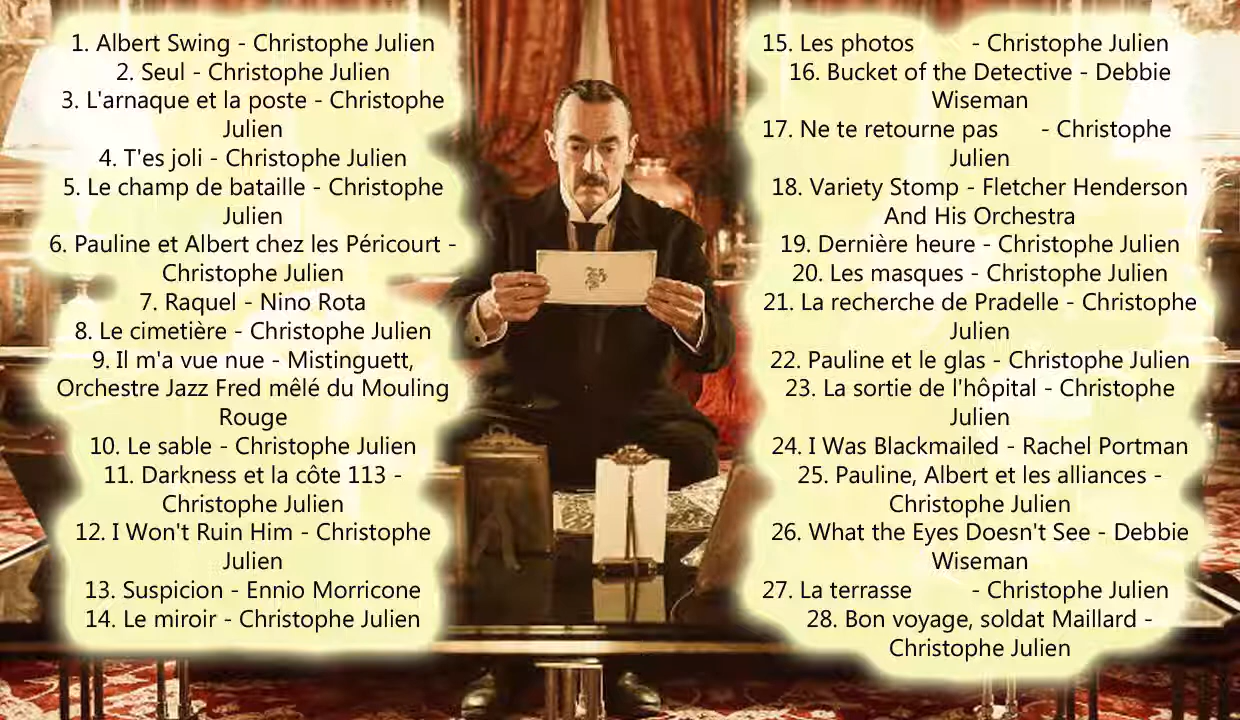 1. Albert Swing - Christophe Julien
2. Seul - Christophe Julien
3. L'arnaque et la poste - Christophe
Julien
4. T'es joli - Christophe Julien
5. Le champ de bataille - Christophe
Julien
6. Pauline et Albert chez les Péricourt -
Christophe Julien
7. Raquel - Nino Rota
8. Le cimetière - Christophe Julien
9. Il m'a vue nue - Mistinguett,
Orchestre Jazz Fred mêlé du Mouling
Rouge
10. Le sable - Christophe Julien
11. Darkness et la côte 113 -
Christophe Julien
12. I Won't Ruin Him - Christophe
Julien
13. Suspicion - Ennio Morricone
14. Le miroir - Christophe Julien
15. Les photos - Christophe Julien
16. Bucket of the Detective - Debbie
Wiseman
17. Ne te retourne pas - Christophe
Julien
18. Variety Stomp - Fletcher Henderson
And His Orchestra
19. Dernière heure - Christophe Julien
20. Les masques - Christophe Julien
21. La recherche de Pradelle - Christophe
Julien
22. Pauline et le glas - Christophe Julien
23. La sortie de l'hôpital - Christophe
Julien
24. I Was Blackmailed - Rachel Portman
25. Pauline, Albert et les alliances -
Christophe Julien
26. What the Eyes Doesn't See - Debbie
Wiseman
27. La terrasse - Christophe Julien
28. Bon voyage, soldat Maillard -
Christophe Julien